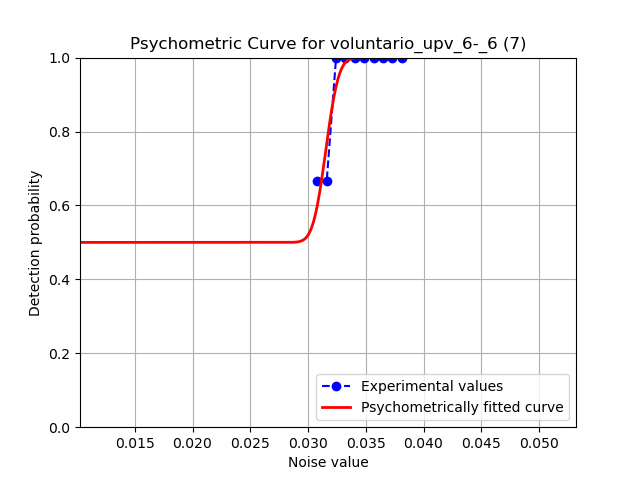 Psychometric Curve for voluntario_upv_6-_6 (7)
Detection probability
1.0
0.8
0.6
0.4
0.2
0.0
0.015 0.020 0.025 0.030 0.035 0.040 0.045 0.050
Noise value
Experimental values
Psychometrically fitted curve